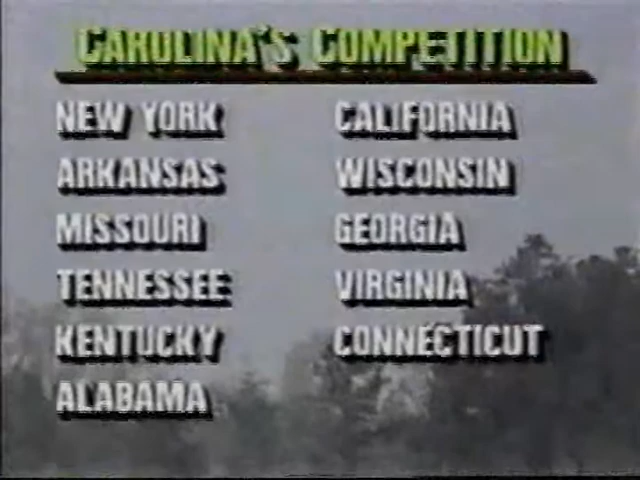 CAROLINA'S COMPETITION
NEW YORK
ARKANSAS
MISSOURI
TENNESSEE
KENTUCKY
ALABAMA
CALIFORNIA
WISCONSIN
GEORGIA
VIRGINIA
CONNECTICUT